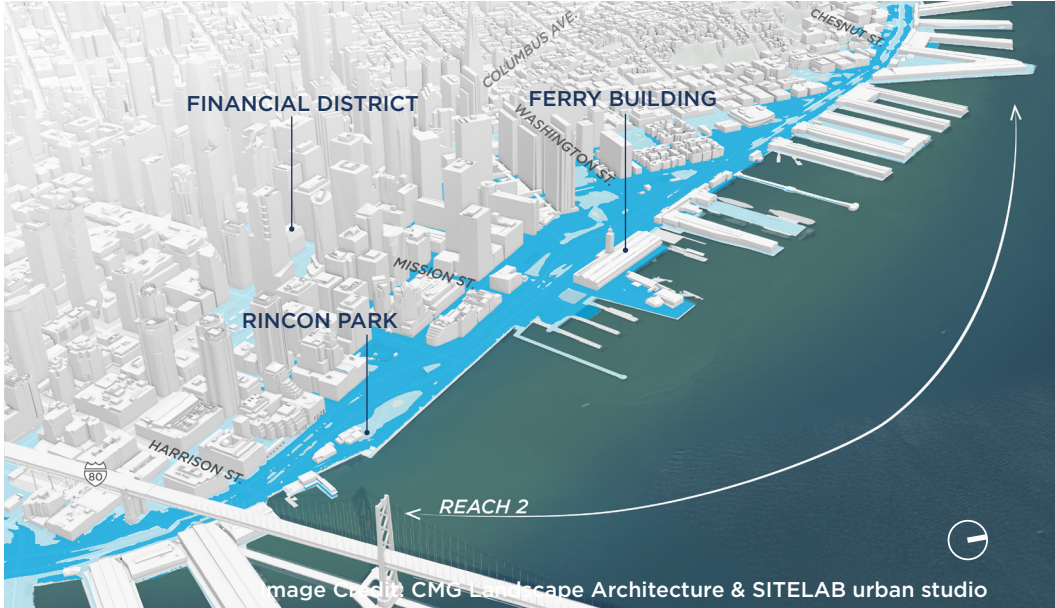 CHESNUT ST.
COLUMBUS AVE.
FINANCIAL DISTRICT
FERRY BUILDING
WASHINGTON ST.
MISSION ST.
RINCON PARK
HARRISON ST.
80
REACH 2
Image Credit: CMG Landscape Architecture & SITELAB urban studio